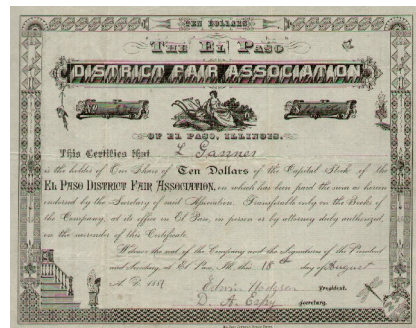 TEN DOLLARS
THE EL PASO
DISTRICT FAIR ASSOCIATION
OF EL PASO, ILLINOIS.
This Certifies that L Ganner
is the holder of One Share of Ten Dollars of the Capital Stock of the
EL PASO DISTRICT FAIR ASSOCIATION, on which has been paid the sum as herein
endorsed by the Secretary of said Association. Transferable only on the Books of
the Company, at its office in El Paso, in person or by attorney duly authorized,
on the surrender of this Certificate.
Witness the seal of the Company and the signatures of the President
and Secretary, at El Paso, Ill. this 18th day of August
A. D. 188
Edwin Hodgson President.
D. A. Esky Secretary.